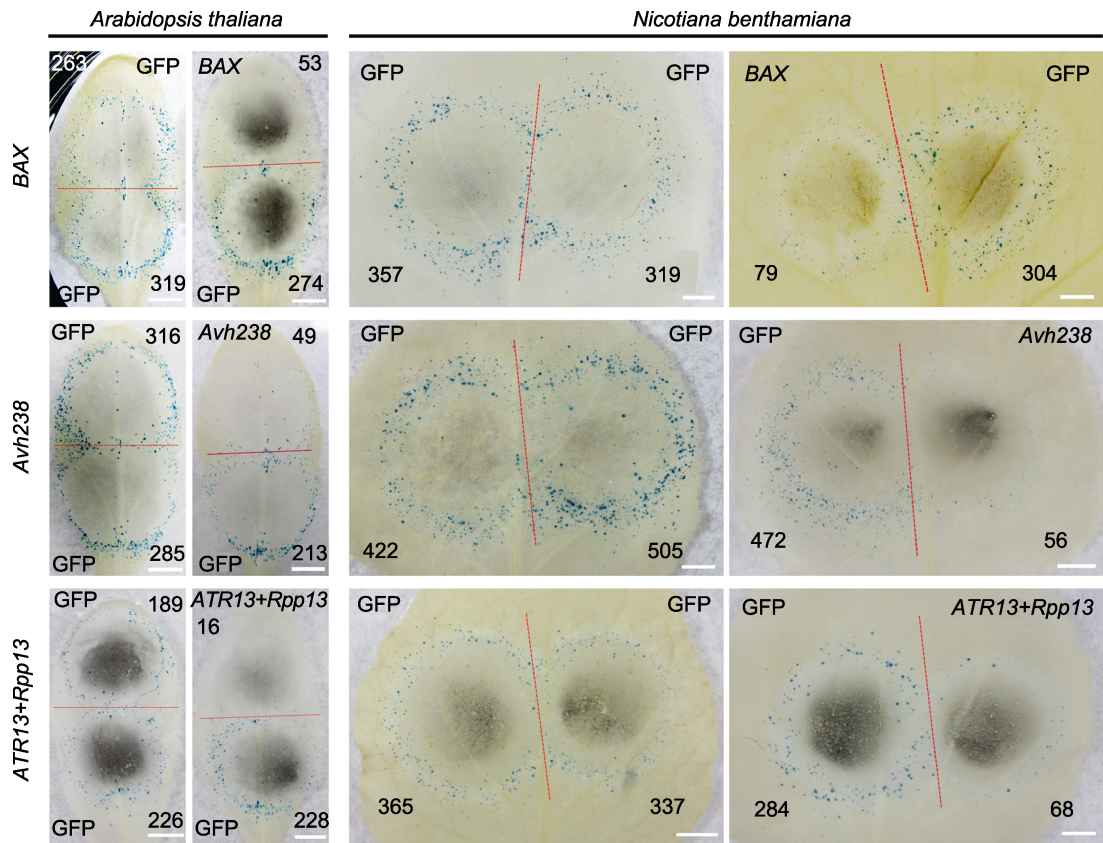 Arabidopsis thaliana
Nicotiana benthamiana
BAX
263 GFP
319
GFP
BAX 53
274
GFP
GFP GFP
357 319
BAX GFP
79 304
Avh238
GFP 316
285
GFP
Avh238 49
213
GFP
GFP GFP
422 505
GFP Avh238
472 56
ATR13+Rpp13
GFP 189
226
GFP
ATR13+Rpp13
16
228
GFP
GFP GFP
365 337
GFP ATR13+Rpp13
284 68